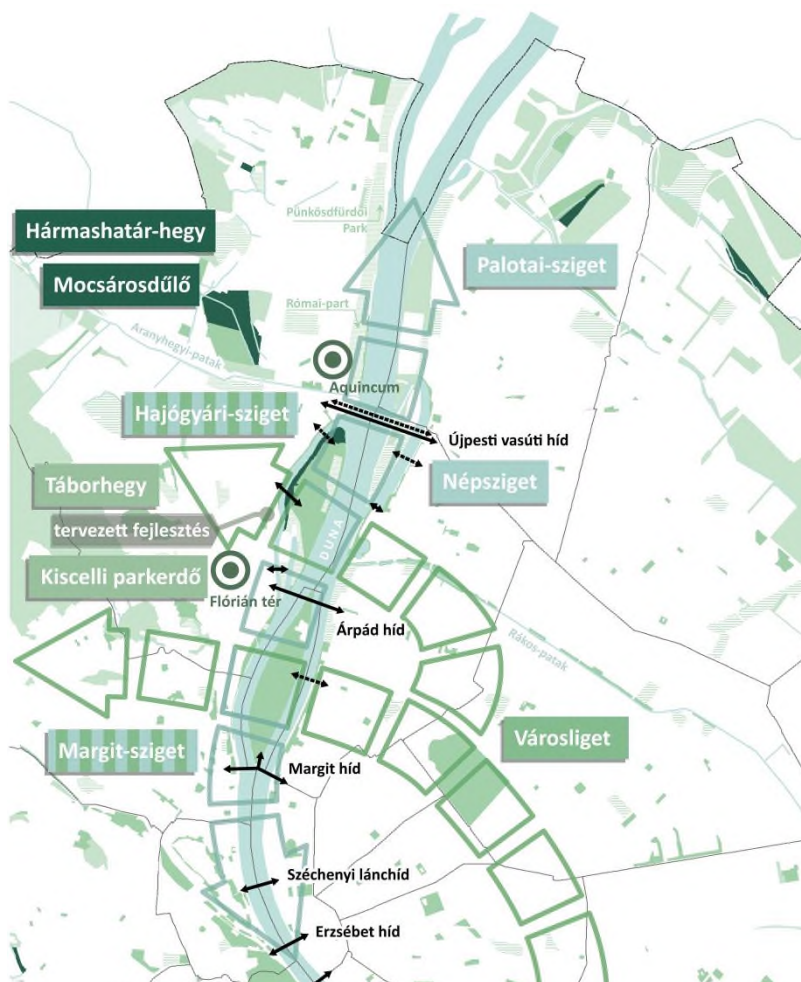 Pünkösdfürdői
Park
Hármashatár-hegy
Mocsárosdűlő
Palotai-sziget
Római-part
Aranyhegyi-patak
Aquincum
Hajógyári-sziget
Újpesti vasúti híd
Táborhegy
Népsziget
tervezett fejlesztés
DUNA
Kiscelli parkerdő
Flórián tér
Árpád híd
Rákos-patak
Margit-sziget
Városliget
Margit híd
Széchenyi lánchíd
Erzsébet híd